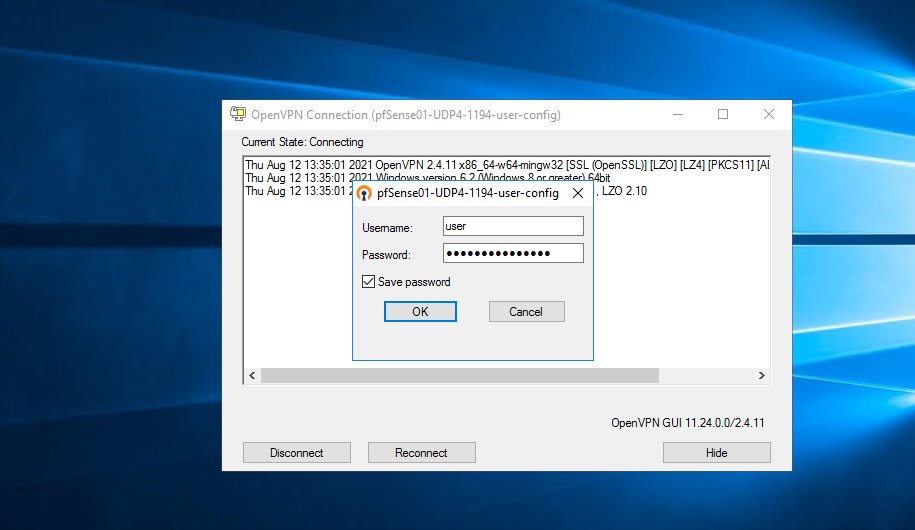 OpenVPN Connection (pfSense01-UDP4-1194-user-config)
Current State: Connecting
Thu Aug 12 13:35:01 2021 OpenVPN 2.4.11 x86_64-w64-mingw32 [SSL (OpenSSL)] [LZO] [LZ4] [PKCS11] [AI
Thu Aug 12 13:35:01 2021 Windows version 6.2 (Windows 8 or greater) 64bit
Thu Aug 12 13:35:01 2 , LZO 2.10
pfSense01-UDP4-1194-user-config
Username: user
Password: ●●●●●●●●●●●●●●●
Save password
OK Cancel
OpenVPN GUI 11.24.0.0/2.4.11
Disconnect Reconnect Hide